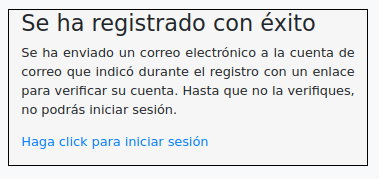 Se ha registrado con éxito
Se ha enviado un correo electrónico a la cuenta de
correo que indicó durante el registro con un enlace
para verificar su cuenta. Hasta que no la verifiques,
no podrás iniciar sesión.
Haga click para iniciar sesión